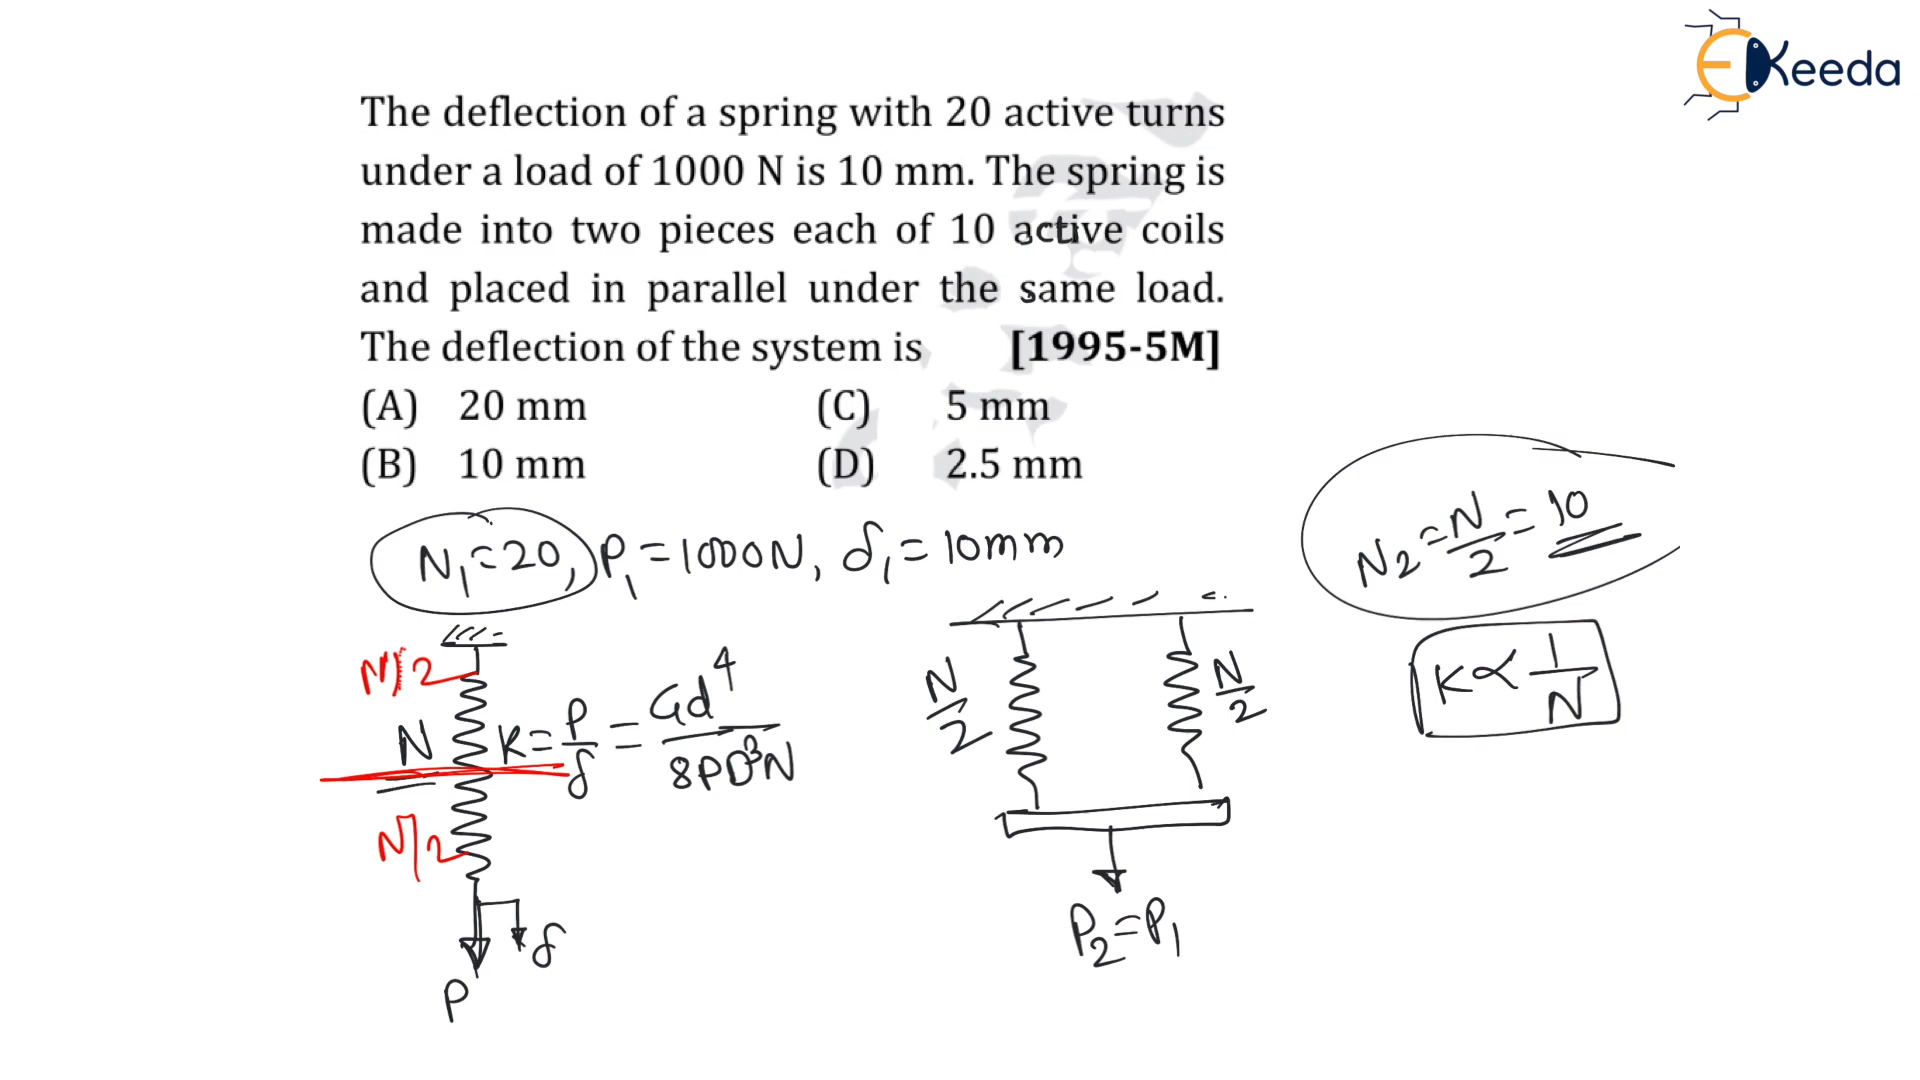 EKeeda
The deflection of a spring with 20 active turns
under a load of 1000 N is 10 mm. The spring is
made into two pieces each of 10 active coils
and placed in parallel under the same load.
The deflection of the system is [1995-5M]
(A) 20 mm (C) 5 mm
(B) 10 mm (D) 2.5 mm
N₁=20, P₁=1000N, δ₁=10mm
N₂=N/2=10
N/2
N
K=P/δ=Gd⁴/8PD³N
N/2
N/2
N/2
K∝1/N
δ
P
P₂=P₁